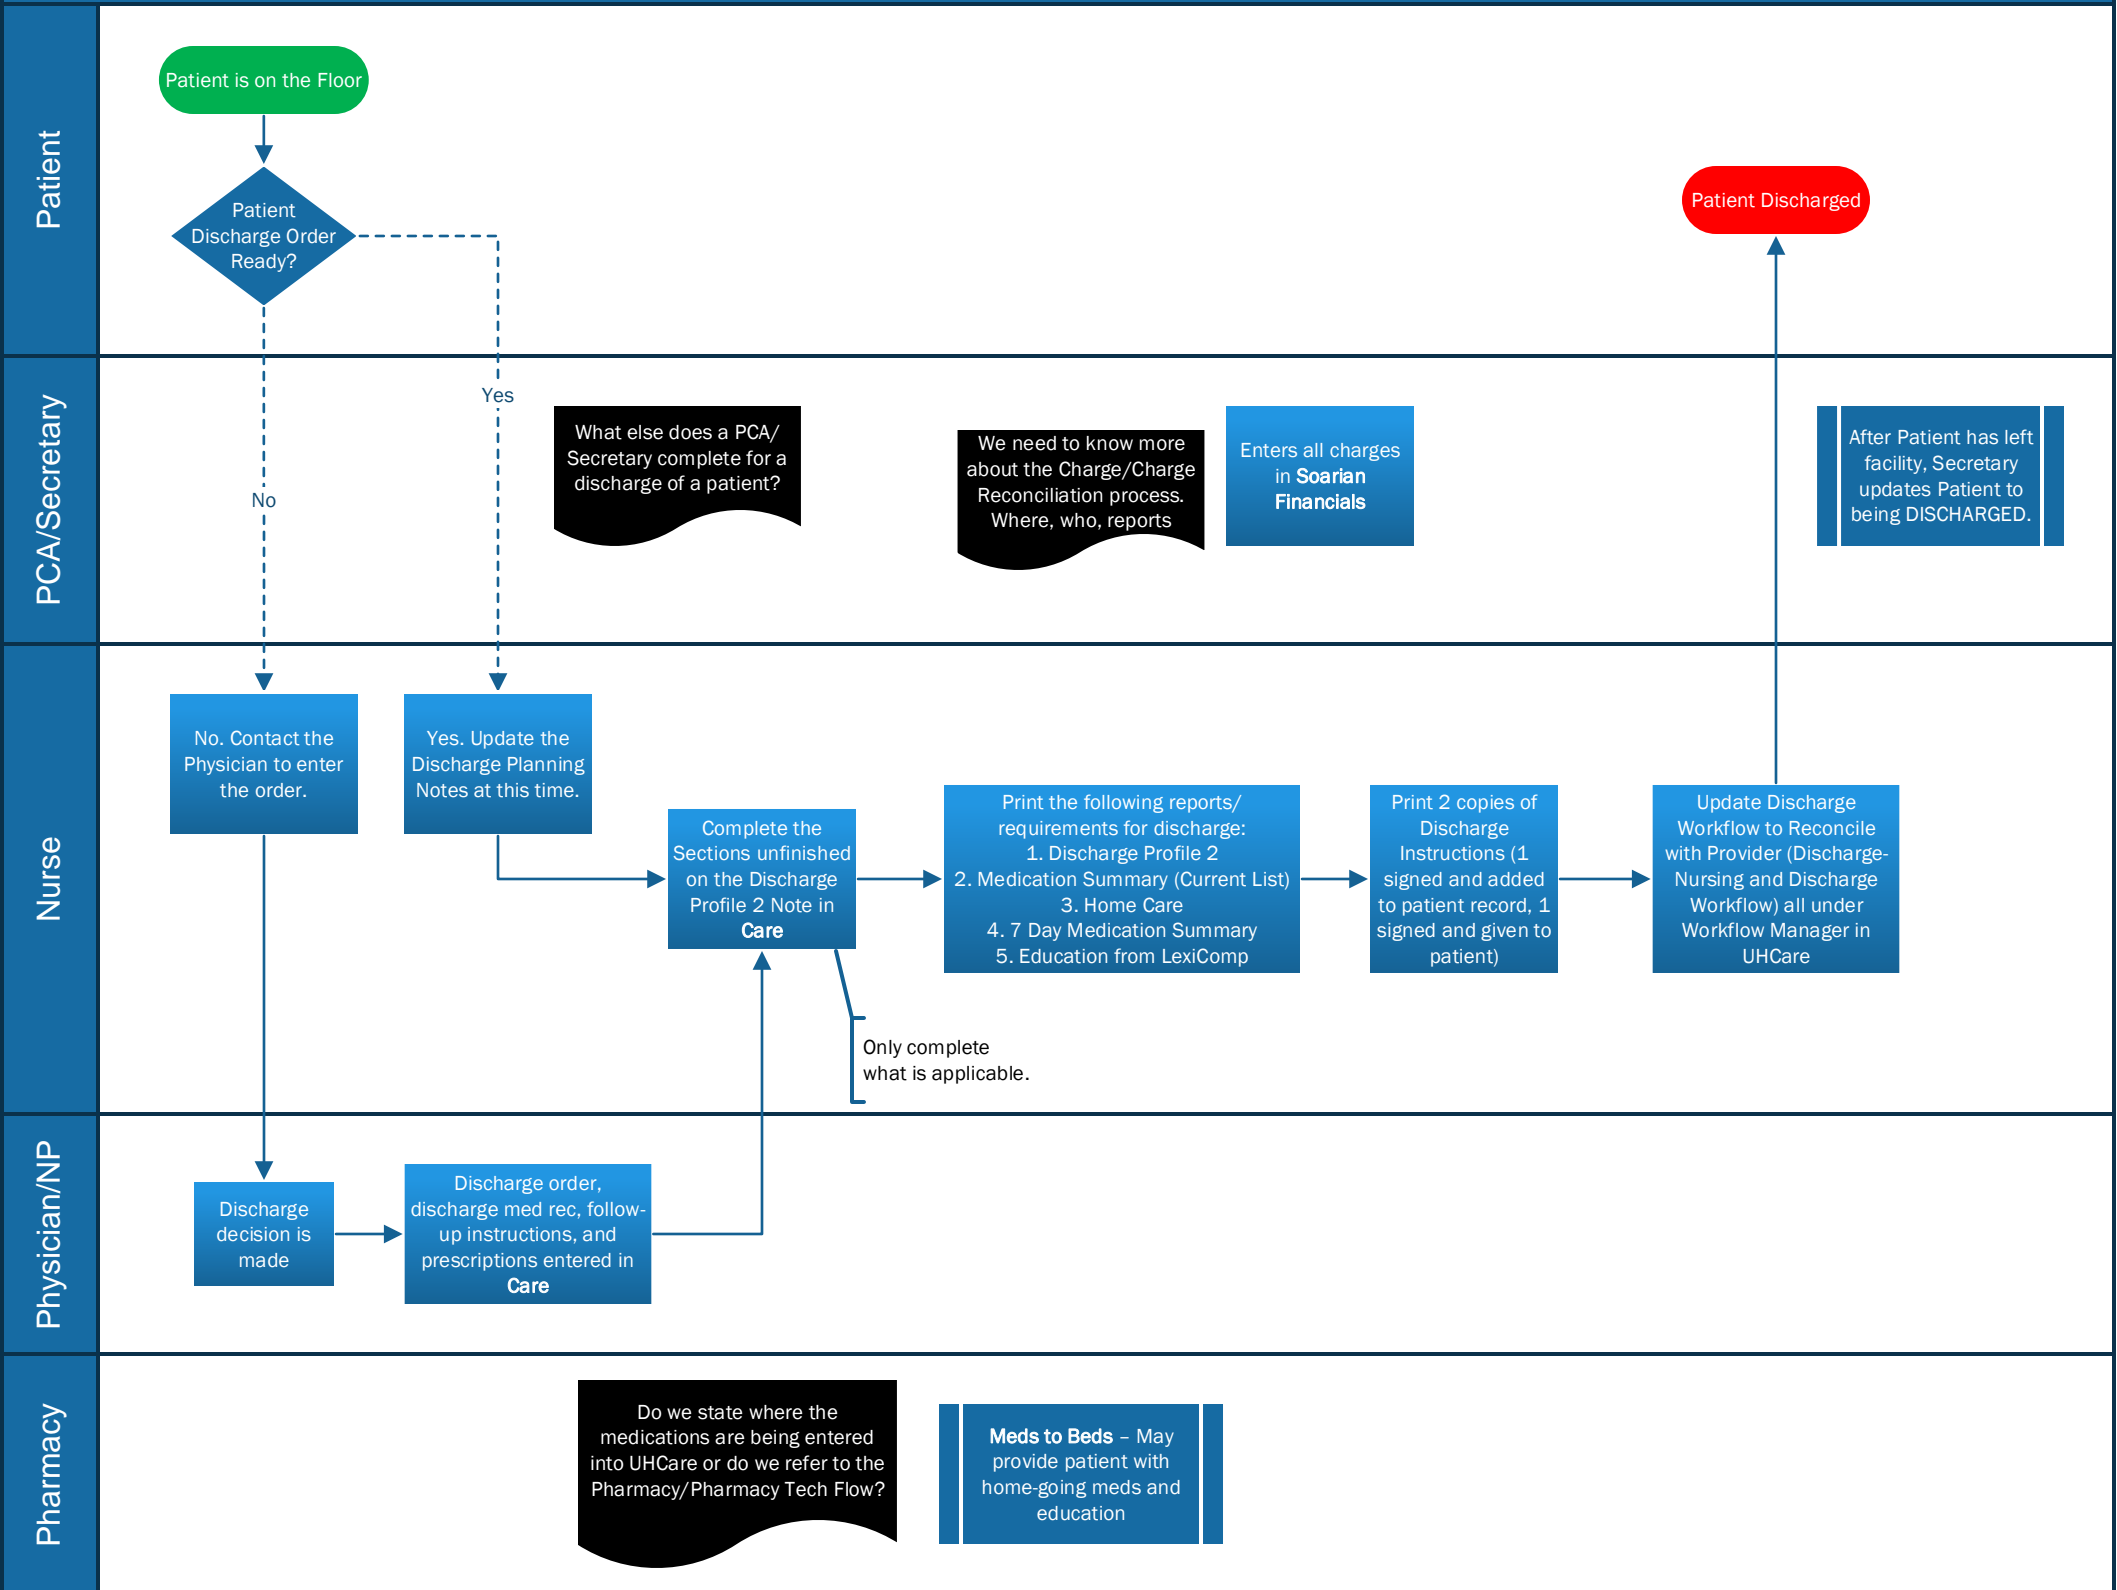 Patient
Patient is on the Floor
Patient
Discharge Order
Ready?
Patient Discharged
PCA/Secretary
No
Yes
What else does a PCA/
Secretary complete for a
discharge of a patient?
We need to know more
about the Charge/Charge
Reconciliation process.
Where, who, reports
Enters all charges
in Soarian
Financials
After Patient has left
facility, Secretary
updates Patient to
being DISCHARGED.
Nurse
No. Contact the
Physician to enter
the order.
Yes. Update the
Discharge Planning
Notes at this time.
Complete the
Sections unfinished
on the Discharge
Profile 2 Note in
Care
Only complete
what is applicable.
Print the following reports/
requirements for discharge:
1. Discharge Profile 2
2. Medication Summary (Current List)
3. Home Care
4. 7 Day Medication Summary
5. Education from LexiComp
Print 2 copies of
Discharge
Instructions (1
signed and added
to patient record, 1
signed and given to
patient)
Update Discharge
Workflow to Reconcile
with Provider (Discharge-
Nursing and Discharge
Workflow) all under
Workflow Manager in
UHCare
Physician/NP
Discharge
decision is
made
Discharge order,
discharge med rec, follow-
up instructions, and
prescriptions entered in
Care
Pharmacy
Do we state where the
medications are being entered
into UHCare or do we refer to the
Pharmacy/Pharmacy Tech Flow?
Meds to Beds – May
provide patient with
home-going meds and
education